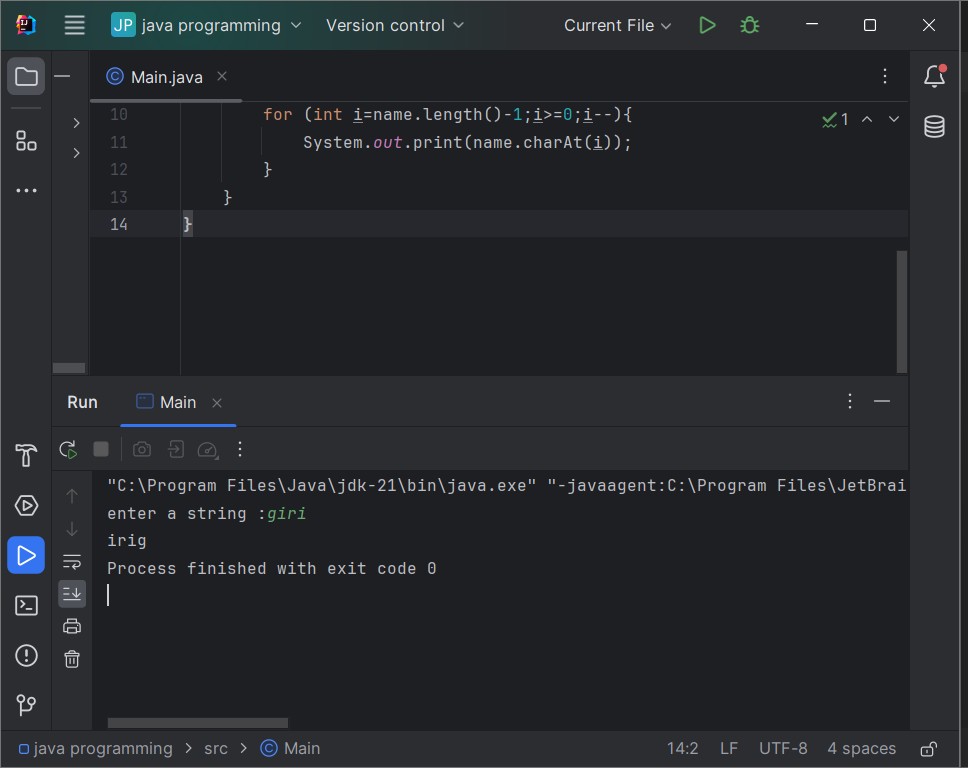 JP java programming Version control Current File
Main.java
10 for (int i=name.length()-1;i>=0;i--){
1
11 System.out.print(name.charAt(i));
12 }
13 }
14 }
Run Main
"C:\Program Files\Java\jdk-21\bin\java.exe" "-javaagent:C:\Program Files\JetBrai
enter a string :giri
irig
Process finished with exit code 0
java programming > src > Main 14:2 LF UTF-8 4 spaces